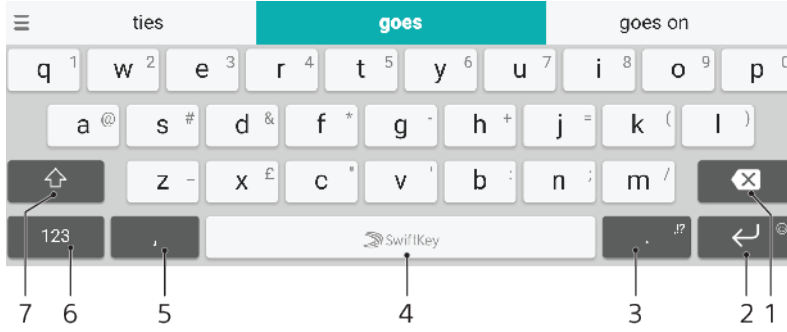 ties goes goes on
q 1 w 2 e 3 r 4 t 5 y 6 u 7 i 8 o 9 p 0
a @ s # d & f * g - h + j = k ( l )
z _ x £ c " v ' b : n ; m /
123 , SwiftKey . ,!?
7 6 5 4 3 2 1